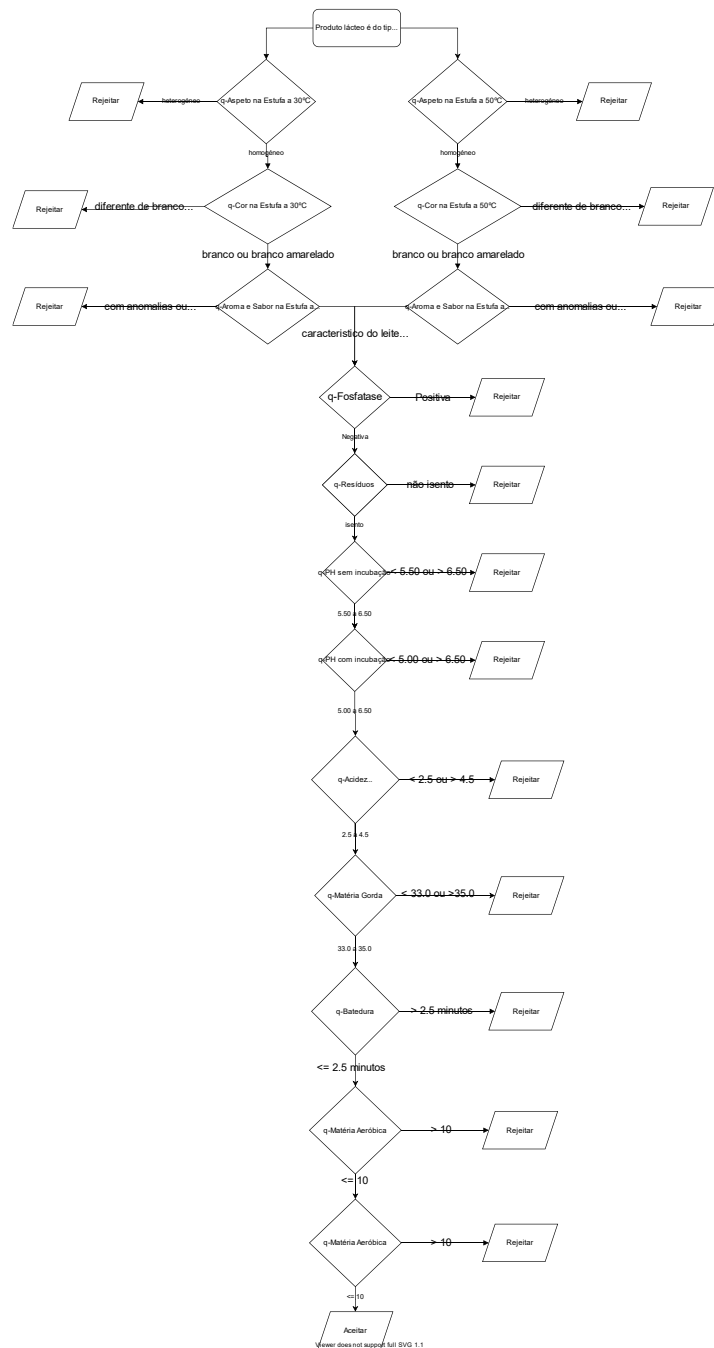 Produto lácteo é do tip...
Rejeitar
heterogéneo
q-Aspeto na Estufa a 30ºC
q-Aspeto na Estufa a 50ºC
heterogéneo
Rejeitar
homogéneo
homogéneo
Rejeitar
diferente de branco...
q-Cor na Estufa a 30ºC
q-Cor na Estufa a 50ºC
diferente de branco...
Rejeitar
branco ou branco amarelado
branco ou branco amarelado
Rejeitar
com anomalias ou...
q-Aroma e Sabor na Estufa a...
q-Aroma e Sabor na Estufa a...
com anomalias ou...
Rejeitar
caracteristico do leite...
q-Fosfatase
Positiva
Rejeitar
Negativa
q-Resíduos
não isento
Rejeitar
isento
q-PH sem incubação
< 5.50 ou > 6.50
Rejeitar
5.50 a 6.50
q-PH com incubação
< 5.00 ou > 6.50
Rejeitar
5.00 a 6.50
q-Acidez...
< 2.5 ou > 4.5
Rejeitar
2.5 a 4.5
q-Matéria Gorda
< 33.0 ou >35.0
Rejeitar
33.0 a 35.0
q-Batedura
> 2.5 minutos
Rejeitar
<= 2.5 minutos
q-Matéria Aeróbica
> 10
Rejeitar
<= 10
q-Matéria Aeróbica
> 10
Rejeitar
<= 10
Aceitar
Viewer does not support full SVG 1.1